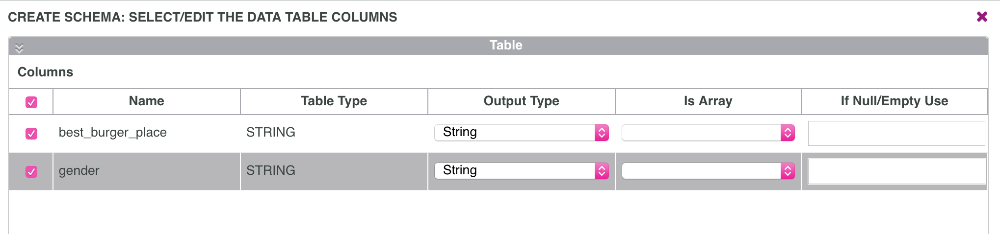 CREATE SCHEMA: SELECT/EDIT THE DATA TABLE COLUMNS
Table
Columns
Name Table Type Output Type Is Array If Null/Empty Use
best_burger_place STRING String
gender STRING String